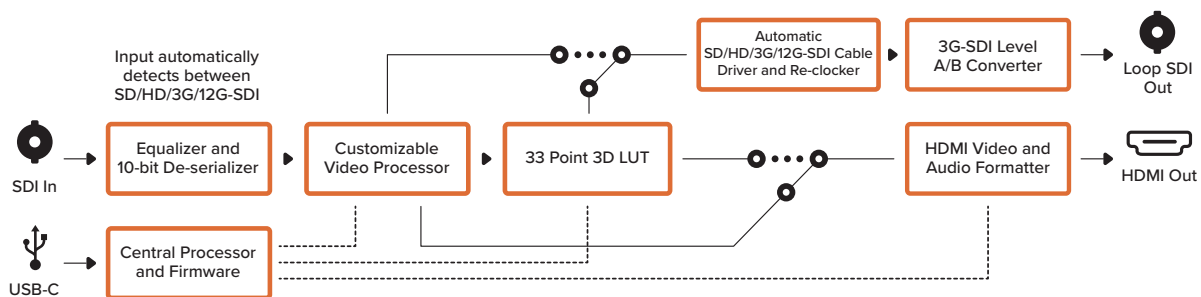 Input automatically
detects between
SD/HD/3G/12G-SDI
Automatic
SD/HD/3G/12G-SDI Cable
Driver and Re-clocker
3G-SDI Level
A/B Converter
Loop SDI
Out
SDI In
Equalizer and
10-bit De-serializer
Customizable
Video Processor
33 Point 3D LUT
HDMI Video and
Audio Formatter
HDMI Out
USB-C
Central Processor
and Firmware